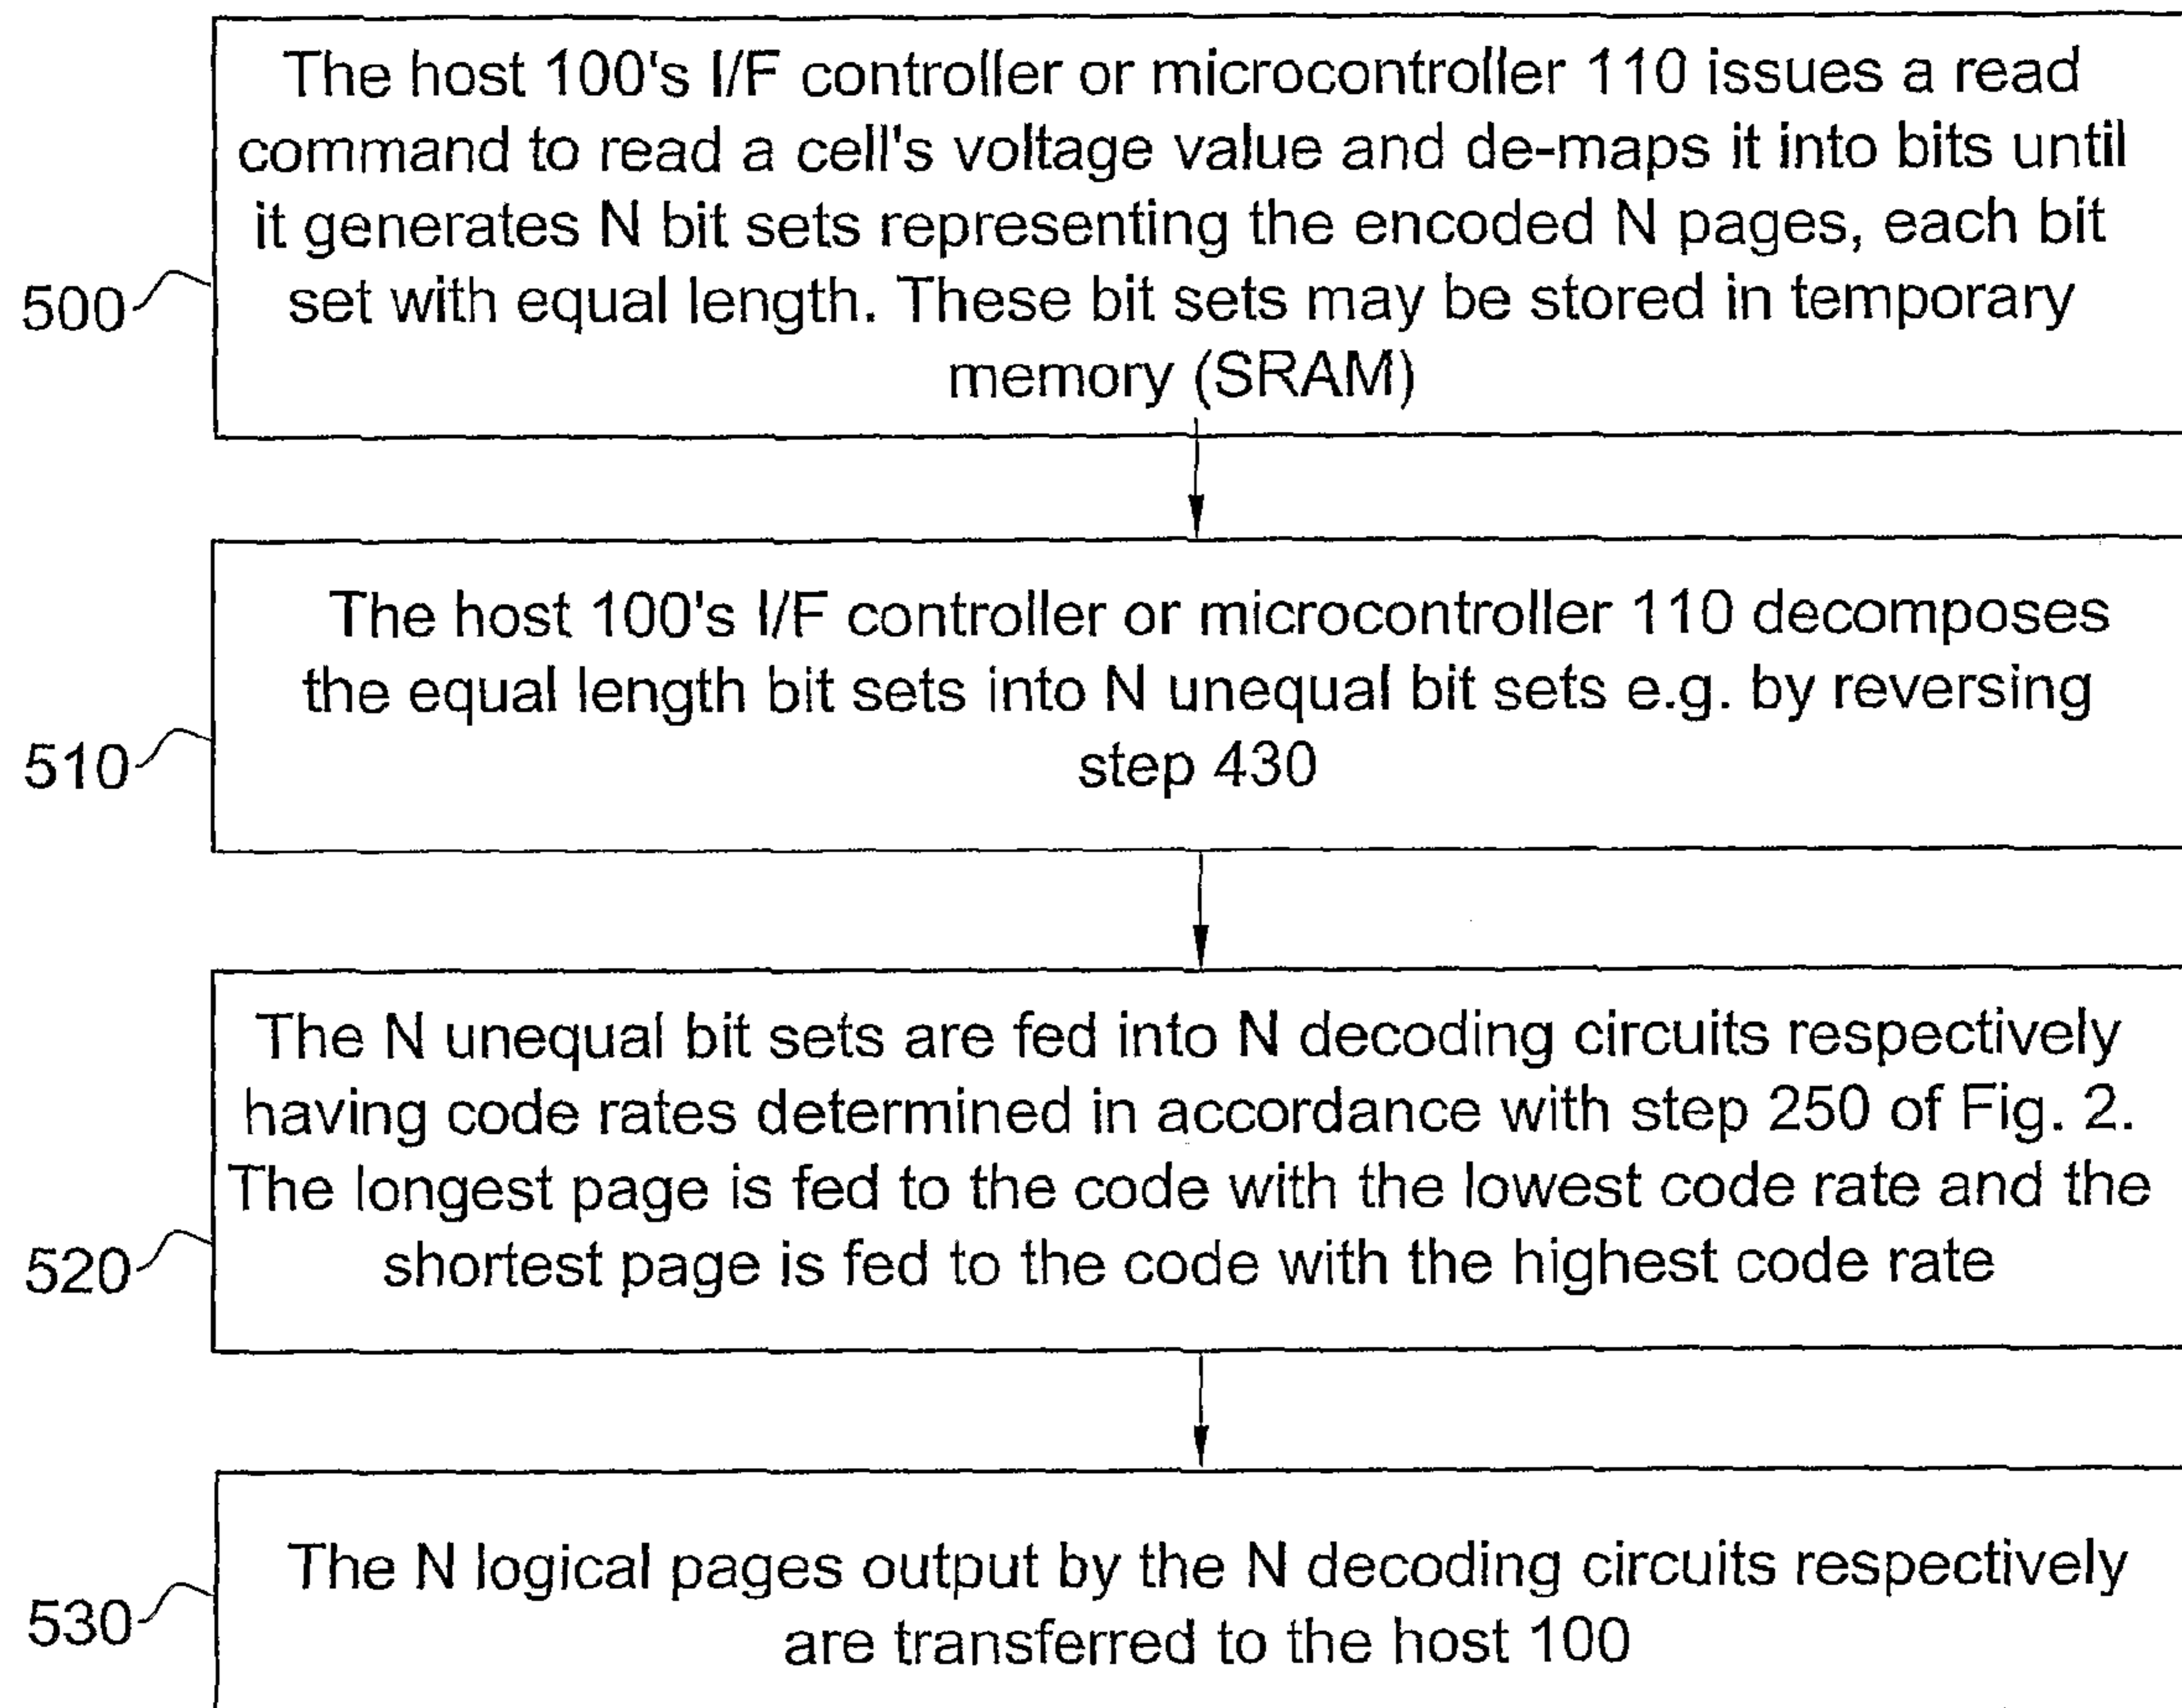 The host 100's I/F controller or microcontroller 110 issues a read
command to read a cell's voltage value and de-maps it into bits until
it generates N bit sets representing the encoded N pages, each bit
set with equal length. These bit sets may be stored in temporary
memory (SRAM)
500
The host 100's I/F controller or microcontroller 110 decomposes
the equal length bit sets into N unequal bit sets e.g. by reversing
step 430
510
The N unequal bit sets are fed into N decoding circuits respectively
having code rates determined in accordance with step 250 of Fig. 2.
The longest page is fed to the code with the lowest code rate and the
shortest page is fed to the code with the highest code rate
520
The N logical pages output by the N decoding circuits respectively
are transferred to the host 100
530